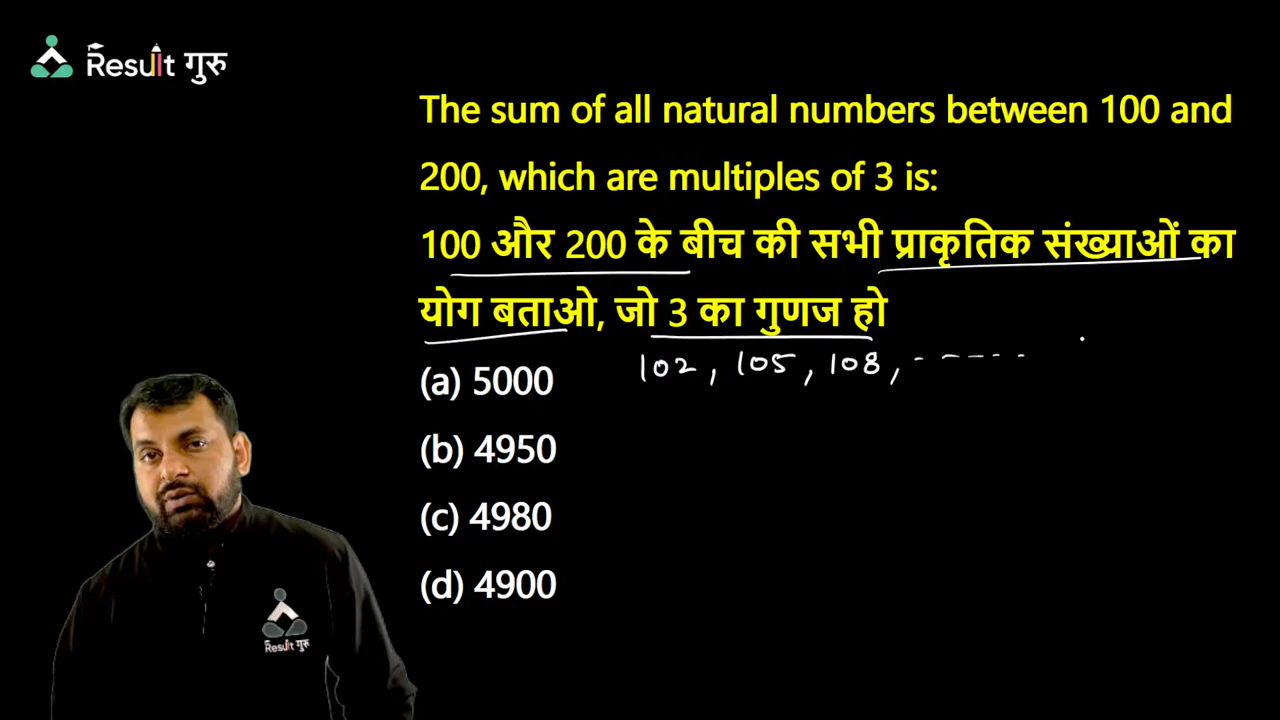 Result गुरु
The sum of all natural numbers between 100 and
200, which are multiples of 3 is:
100 और 200 के बीच की सभी प्राकृतिक संख्याओं का
योग बताओ, जो 3 का गुणज हो
102, 105, 108, ------
(a) 5000
(b) 4950
(c) 4980
(d) 4900
Result गुरु